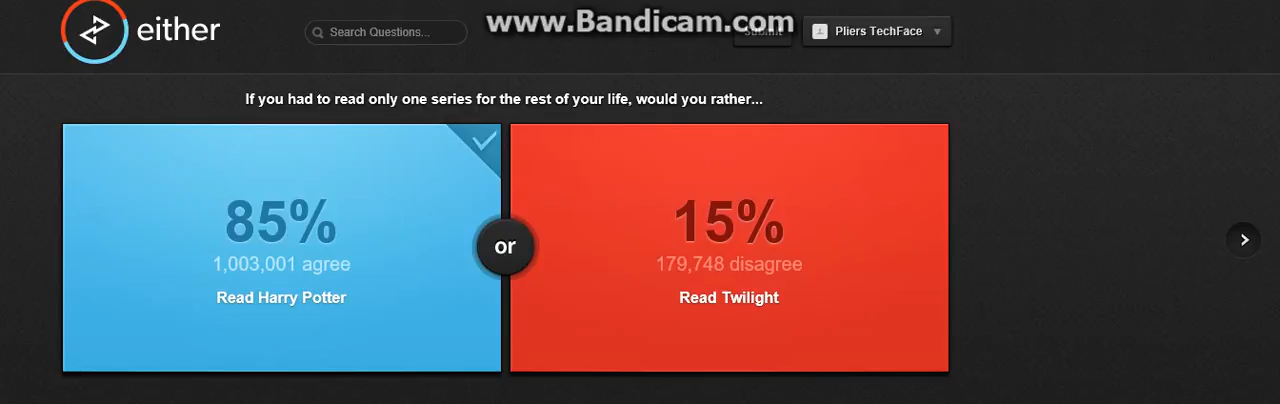 www.Bandicam.com
either
Search Questions...
Submit
Pliers TechFace
If you had to read only one series for the rest of your life, would you rather...
85%
1,003,001 agree
Read Harry Potter
or
15%
179,748 disagree
Read Twilight